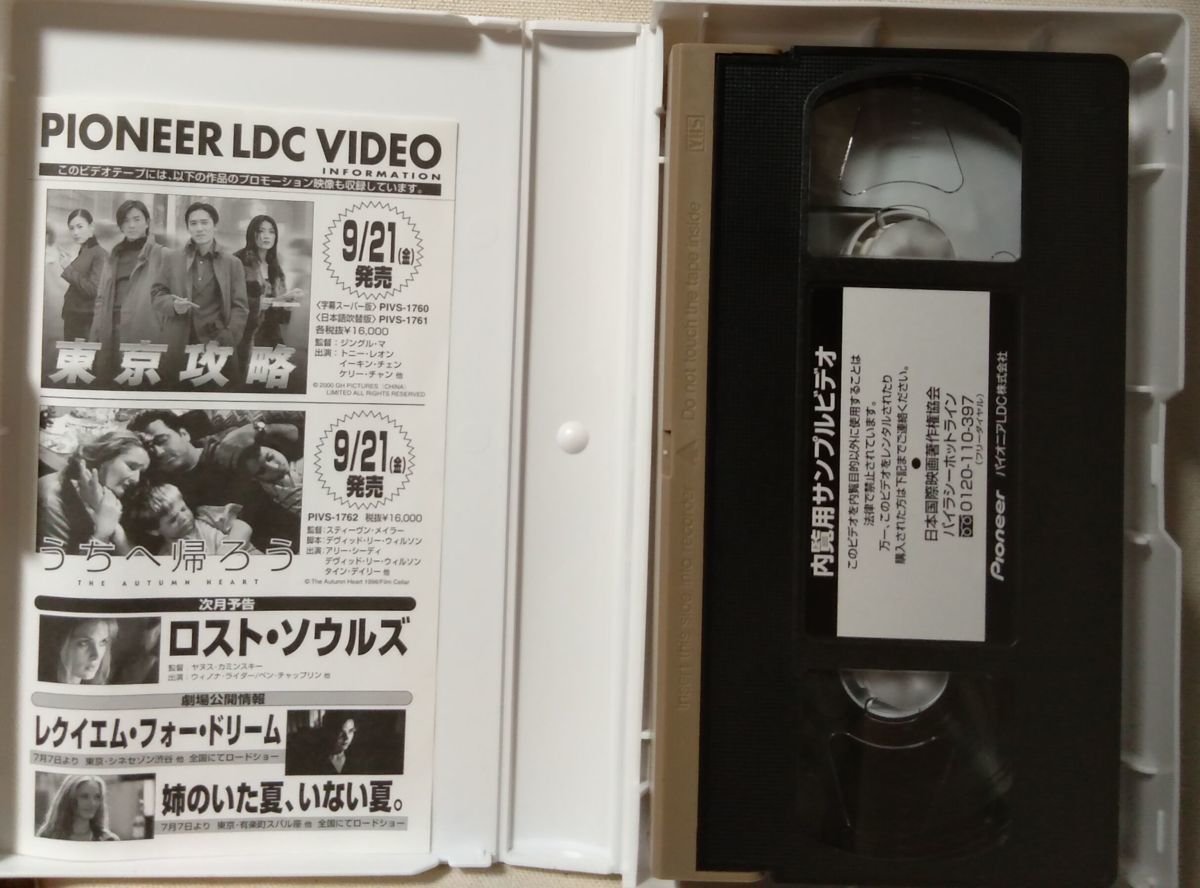 PIONEER LDC VIDEO
INFORMATION
このビデオテープには、以下の作品のプロモーション映像も収録しています。
9/21(金)
発売
〈字幕スーパー版〉PIVS-1760
〈日本語吹替版〉PIVS-1761
各税抜¥16,000
監督:ジングル・マ
出演:トニー・レオン
イーキン・チェン
ケリー・チャン 他
東京攻略
© 2000 GH PICTURES (CHINA)
LIMITED ALL RIGHTS RESERVED
9/21(金)
発売
PIVS-1762 税抜¥16,000
監督:スティーヴン・メイラー
脚本:デヴィッド・リー・ウィルソン
出演:アリー・シーディ
デヴィッド・リー・ウィルソン
タイン・デイリー 他
うちへ帰ろう
THE AUTUMN HEART
© The Autumn Heart 1998/Film Cellar
次月予告
ロスト・ソウルズ
監督:ヤヌス・カミンスキー
出演:ウィノナ・ライダー/ベン・チャップリン 他
劇場公開情報
レクイエム・フォー・ドリーム
7月7日より 東京・シネセゾン渋谷 他 全国にてロードショー
姉のいた夏、いない夏。
7月7日より 東京・有楽町スバル座 他 全国にてロードショー
VHS
Insert this side into recorder ▲ Do not touch the tape inside
内覧用サンプルビデオ
このビデオを内覧目的以外に使用することは
法律で禁止されています。
万一、このビデオをレンタルされたり
購入された方は下記までご連絡ください。
●
日本国際映画著作権協会
パイラシーホットライン
0120-110-397
(フリーダイヤル)
Pioneer パイオニアLDC株式会社